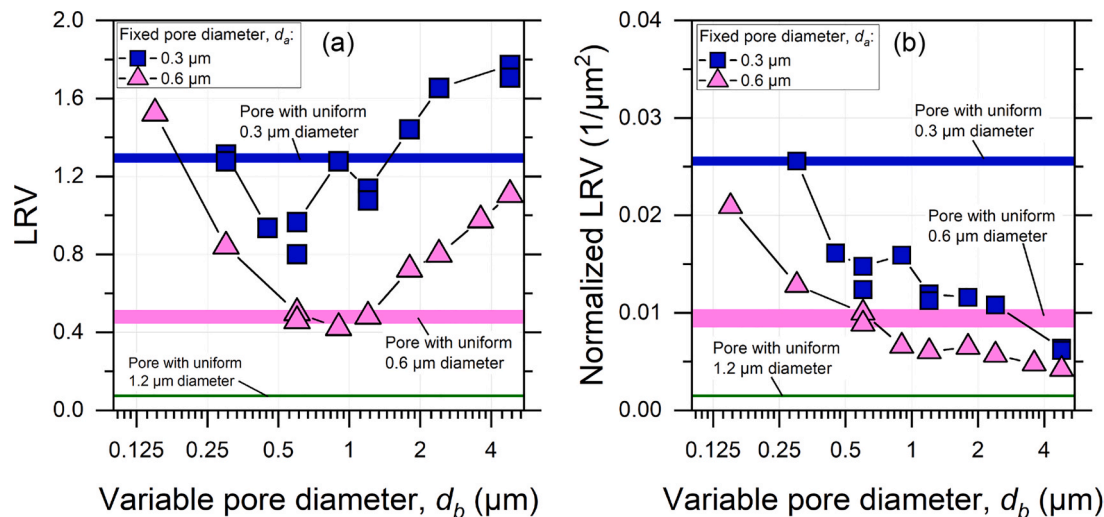 2.0
1.6
1.2
0.8
0.4
0.0
LRV
Fixed pore diameter, dₐ:
0.3 µm
0.6 µm
(a)
Pore with uniform
0.3 µm diameter
Pore with uniform
0.6 µm diameter
Pore with uniform
1.2 µm diameter
0.125 0.25 0.5 1 2 4
Variable pore diameter, d_b (µm)
0.04
0.03
0.02
0.01
0.00
Normalized LRV (1/µm²)
Fixed pore diameter, dₐ:
0.3 µm
0.6 µm
(b)
Pore with uniform
0.3 µm diameter
Pore with uniform
0.6 µm diameter
Pore with uniform
1.2 µm diameter
0.125 0.25 0.5 1 2 4
Variable pore diameter, d_b (µm)